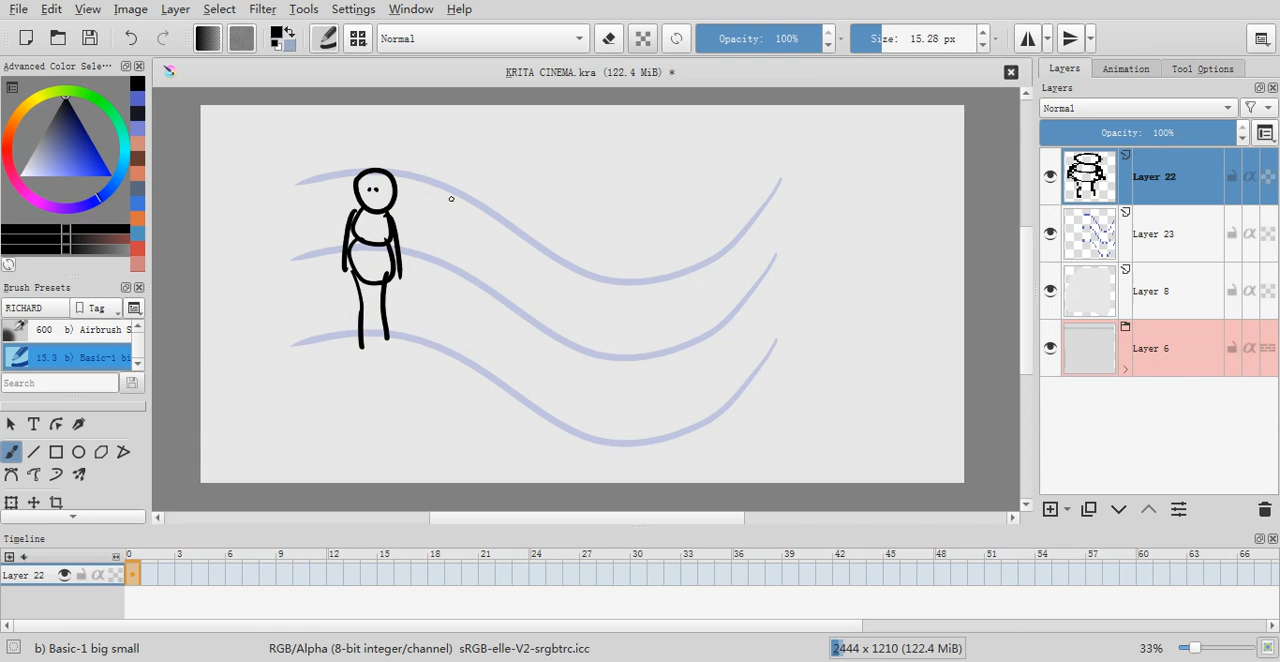 File Edit View Image Layer Select Filter Tools Settings Window Help
Normal Opacity: 100% Size: 15.28 px
Advanced Color Sele···
KRITA CINEMA.kra (122.4 MiB) *
Layers Animation Tool Options
Layers
Normal
Opacity: 100%
Layer 22
Layer 23
Layer 8
Layer 6
Brush Presets
RICHARD Tag
600 b) Airbrush S
15.3 b) Basic-1 bi
Search
Timeline
0 3 6 9 12 15 18 21 24 27 30 33 36 39 42 45 48 51 54 57 60 63 66
Layer 22
b) Basic-1 big small RGB/Alpha (8-bit integer/channel) sRGB-elle-V2-srgbtrc.icc 2444 x 1210 (122.4 MiB) 33%